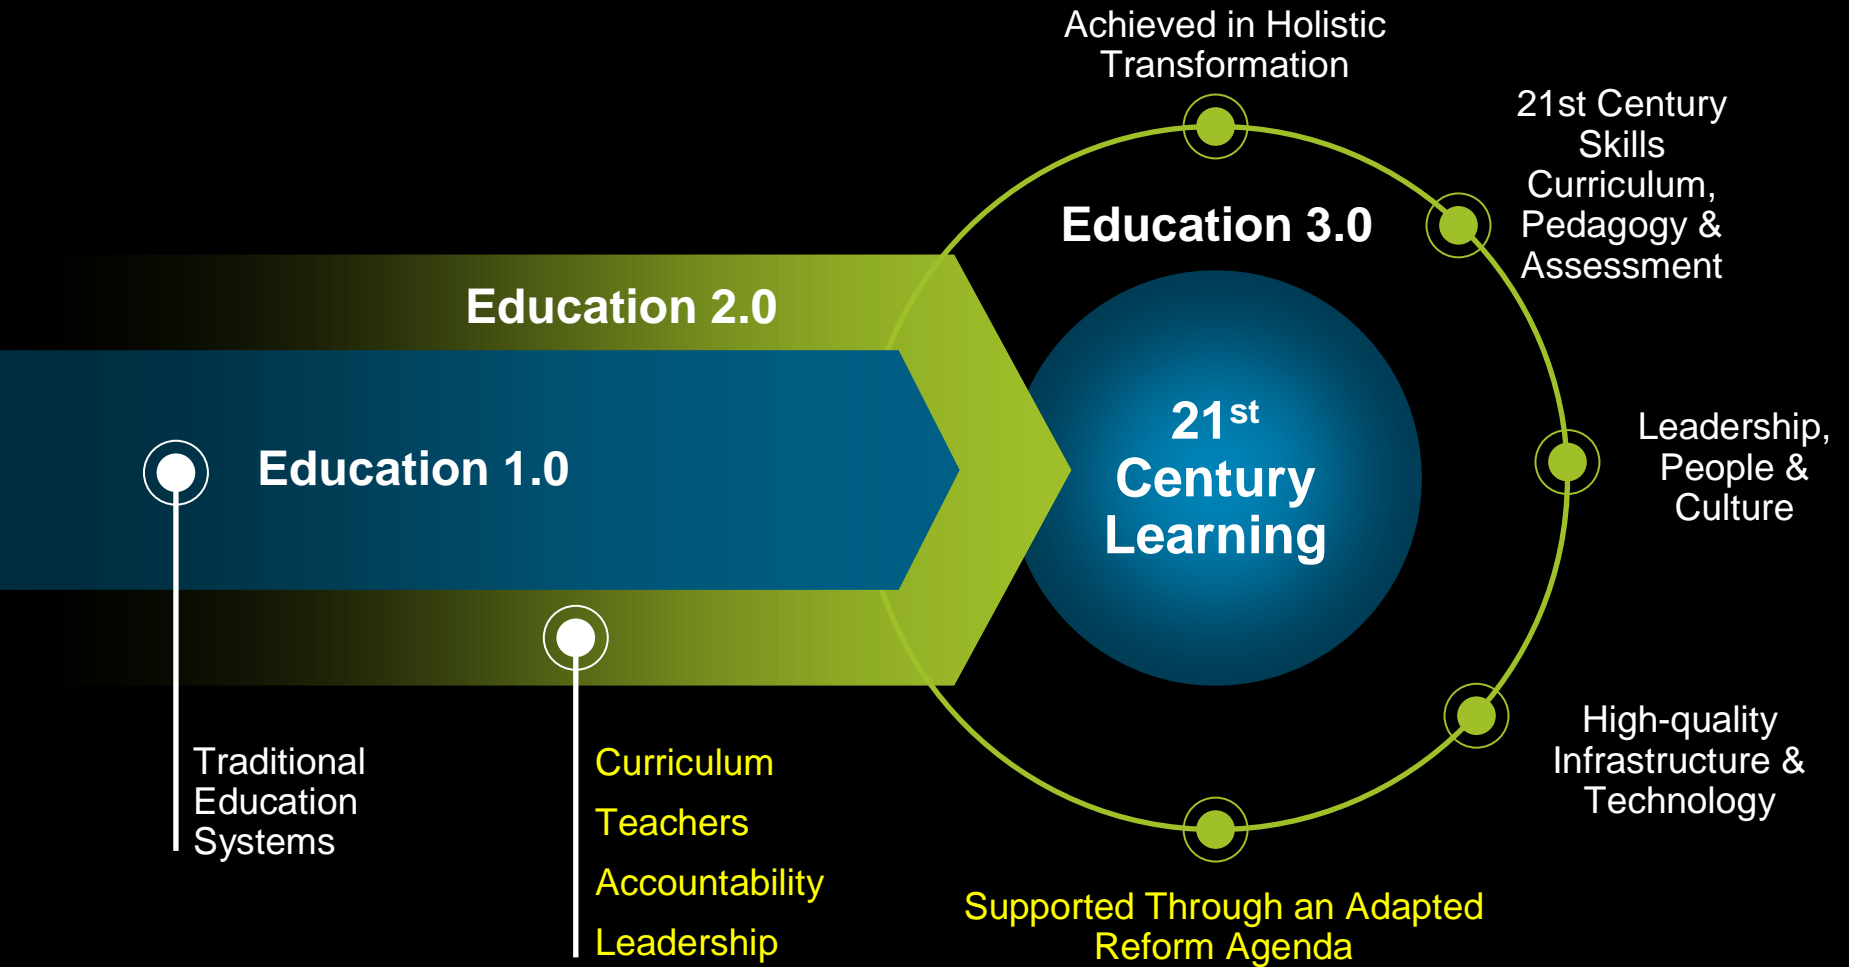 Achieved in Holistic
Transformation
21st Century
Skills
Curriculum,
Pedagogy &
Assessment
Education 3.0
Education 2.0
21st
Century
Learning
Education 1.0
Leadership,
People &
Culture
High-quality
Infrastructure &
Technology
Traditional
Education
Systems
Curriculum
Teachers
Accountability
Leadership
Supported Through an Adapted
Reform Agenda